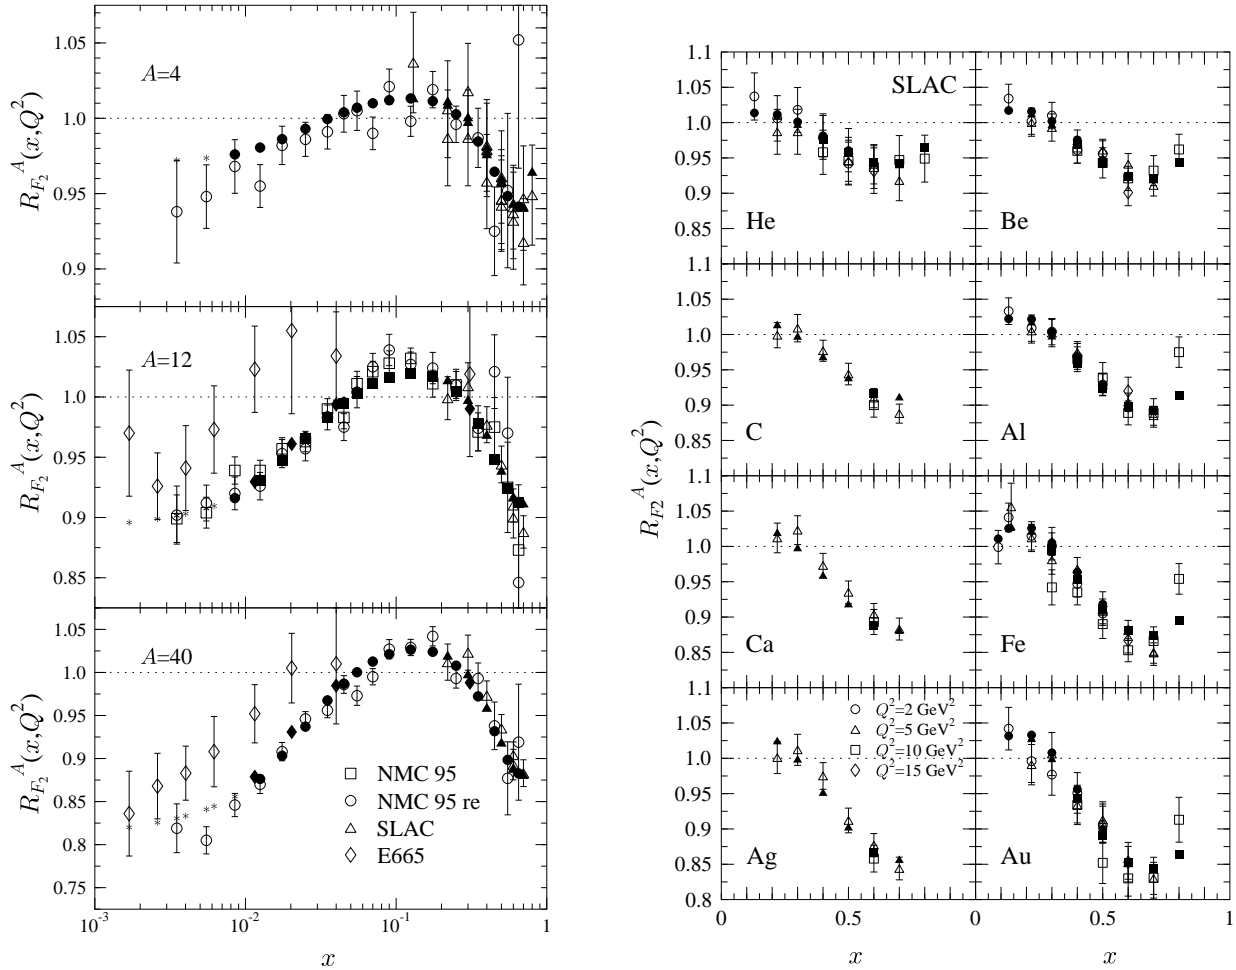 1.05
A=4
1.0
0.95
0.9
R_{F_2}^A(x,Q^2)
1.05
A=12
1.0
0.95
0.9
0.85
R_{F_2}^A(x,Q^2)
1.05
A=40
1.0
0.95
0.9
0.85
0.8
0.75
R_{F_2}^A(x,Q^2)
NMC 95
NMC 95 re
SLAC
E665
10^{-3} 10^{-2} 10^{-1} 1
x
1.1
1.05
1.0
0.95
0.9
0.85
SLAC
He
Be
1.1
1.05
1.0
0.95
0.9
0.85
C
Al
R_{F2}^A(x,Q^2)
1.1
1.05
1.0
0.95
0.9
0.85
Ca
Fe
1.1
1.05
1.0
0.95
0.9
0.85
0.8
Q^2=2 GeV^2
Q^2=5 GeV^2
Q^2=10 GeV^2
Q^2=15 GeV^2
Ag
Au
0 0.5 0 0.5 1
x x